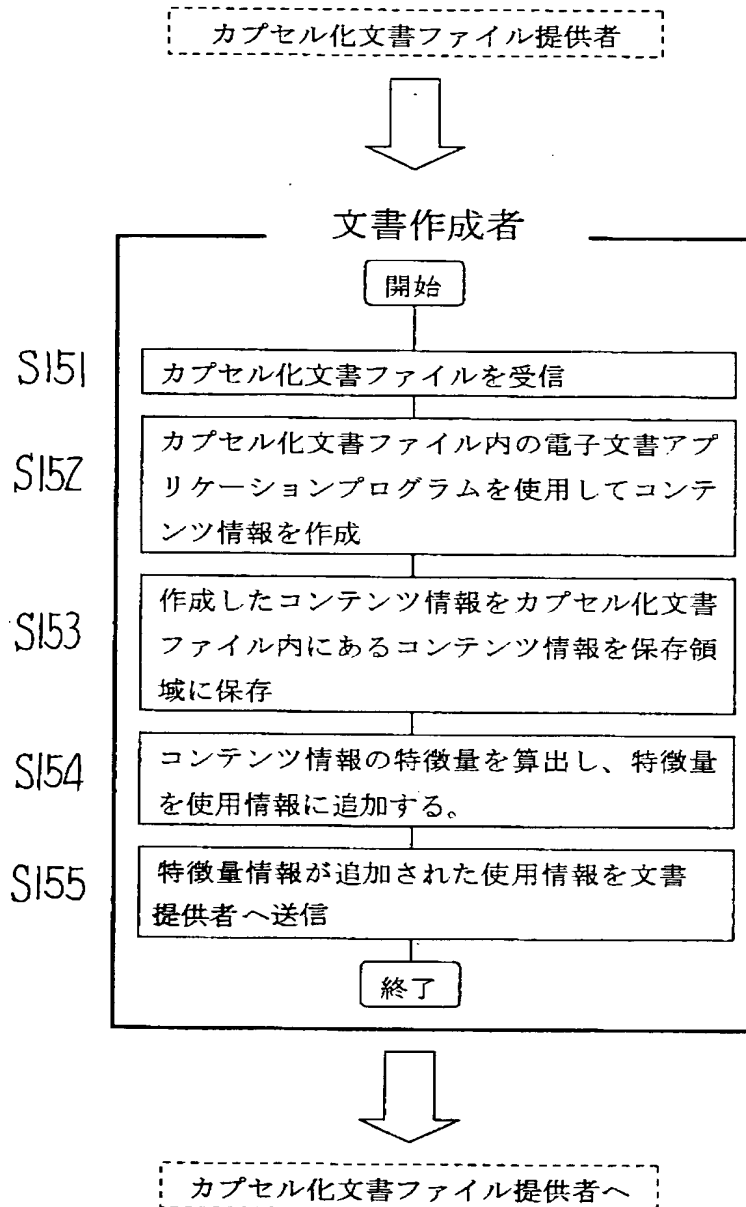 カプセル化文書ファイル提供者
文書作成者
開始
S151
カプセル化文書ファイルを受信
S152
カプセル化文書ファイル内の電子文書アプ
リケーションプログラムを使用してコンテ
ンツ情報を作成
S153
作成したコンテンツ情報をカプセル化文書
ファイル内にあるコンテンツ情報を保存領
域に保存
S154
コンテンツ情報の特徴量を算出し、特徴量
を使用情報に追加する。
S155
特徴量情報が追加された使用情報を文書
提供者へ送信
終了
カプセル化文書ファイル提供者へ